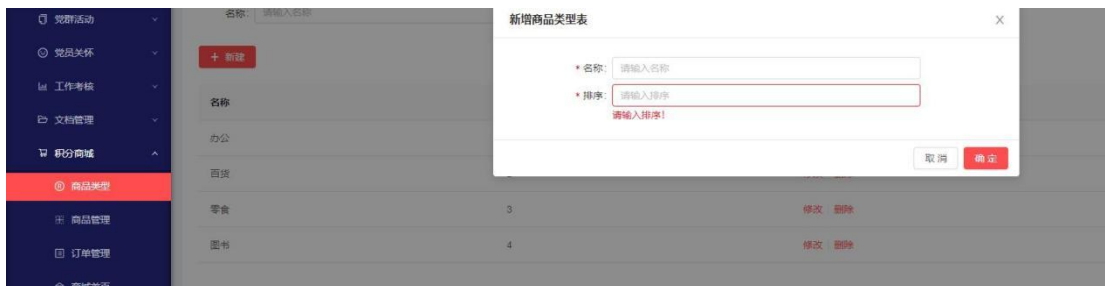 党群活动
党员关怀
工作考核
文档管理
积分商城
商品类型
商品管理
订单管理
商城首页
名称: 请输入名称
+ 新建
名称
办公
百货
零食 3 修改 删除
图书 4 修改 删除
新增商品类型表
* 名称: 请输入名称
* 排序: 请输入排序
请输入排序!
取消 确定